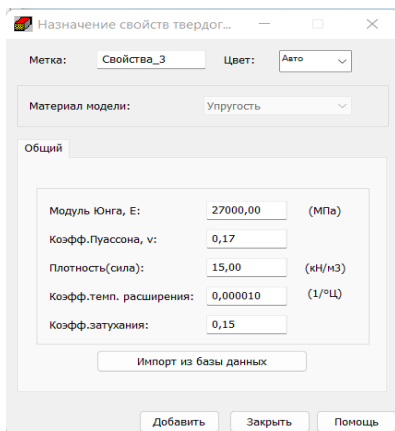 Назначение свойств твердог...
Метка: Свойства_3 Цвет: Авто
Материал модели: Упругость
Общий
Модуль Юнга, E: 27000,00 (МПа)
Коэфф.Пуассона, v: 0,17
Плотность(сила): 15,00 (кН/м3)
Коэфф.темп. расширения: 0,000010 (1/°Ц)
Коэфф.затухания: 0,15
Импорт из базы данных
Добавить Закрыть Помощь